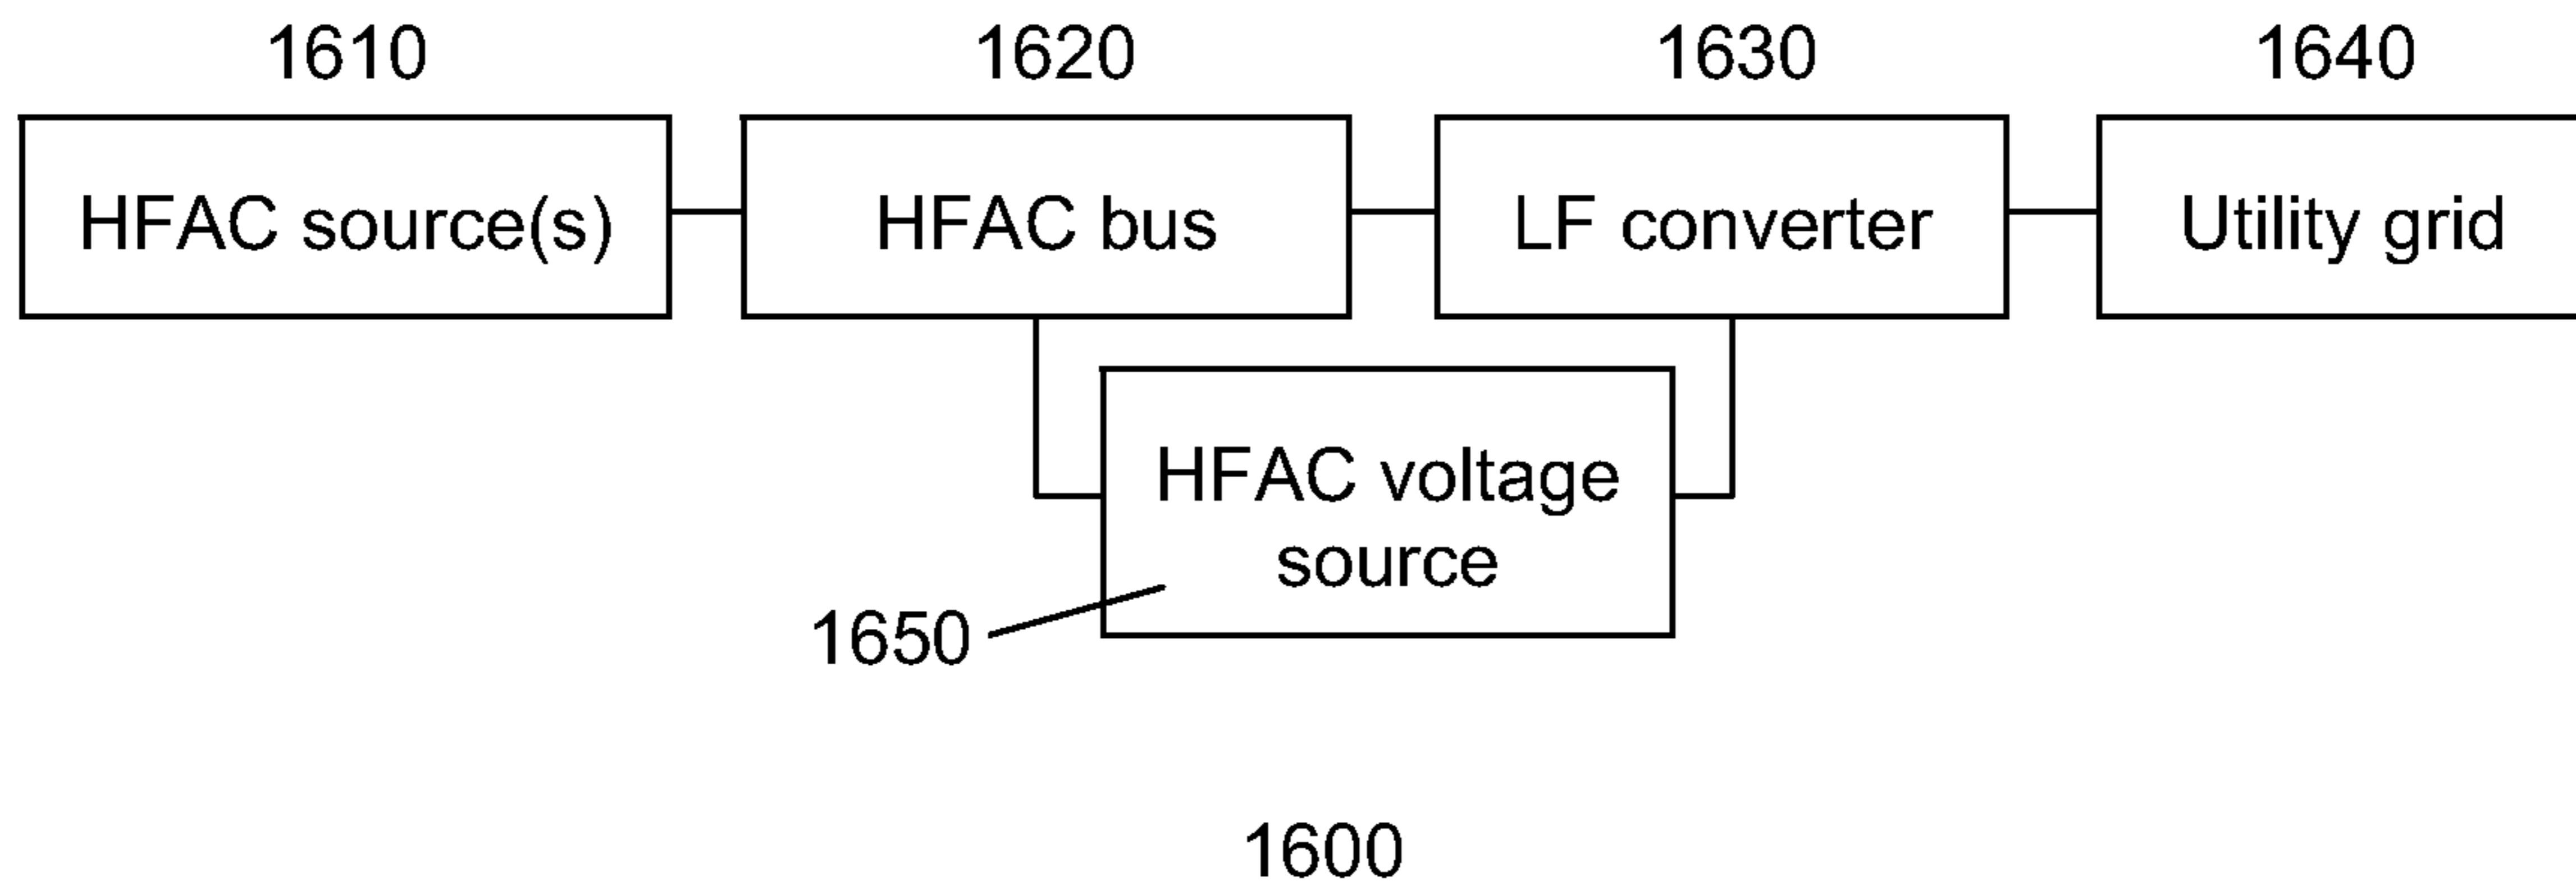 1610
1620
1630
1640
HFAC source(s)
HFAC bus
LF converter
Utility grid
HFAC voltage
source
1650
1600